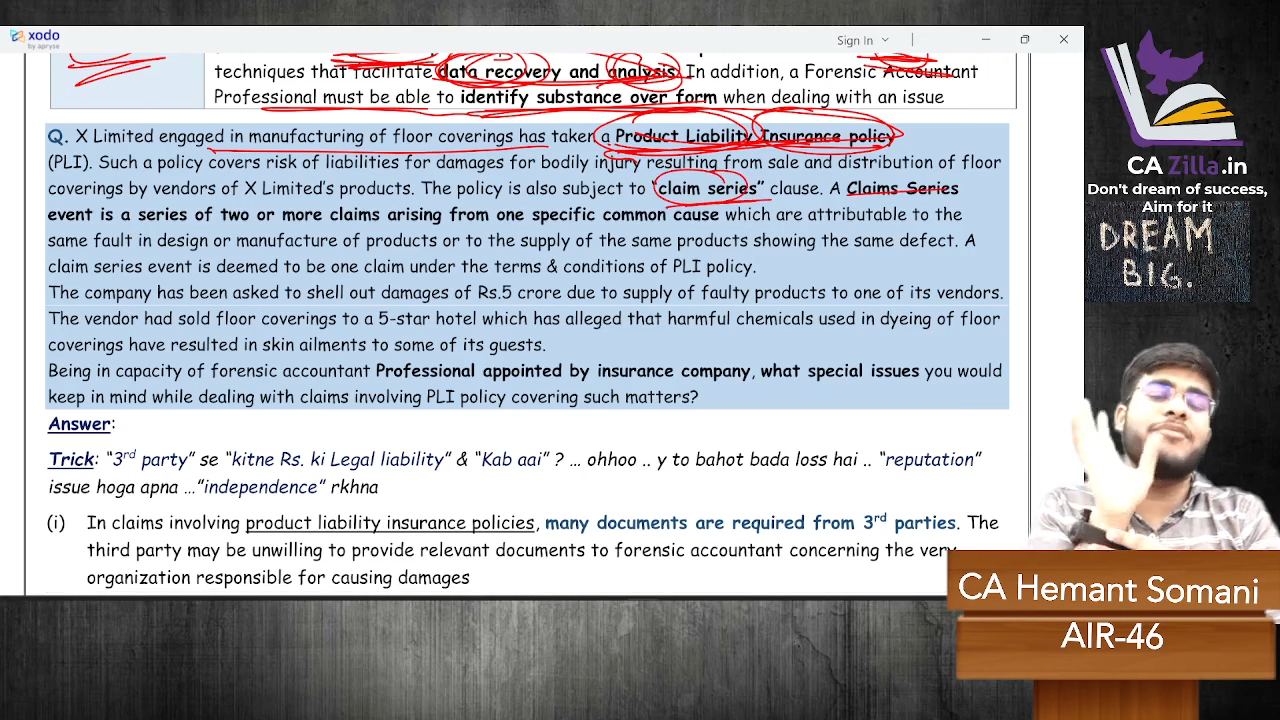 xodo
by apryse
Sign In
techniques that facilitate data recovery and analysis. In addition, a Forensic Accountant
Professional must be able to identify substance over form when dealing with an issue
Q. X Limited engaged in manufacturing of floor coverings has taken a Product Liability Insurance policy
(PLI). Such a policy covers risk of liabilities for damages for bodily injury resulting from sale and distribution of floor
coverings by vendors of X Limited's products. The policy is also subject to "claim series" clause. A Claims Series
event is a series of two or more claims arising from one specific common cause which are attributable to the
same fault in design or manufacture of products or to the supply of the same products showing the same defect. A
claim series event is deemed to be one claim under the terms & conditions of PLI policy.
The company has been asked to shell out damages of Rs.5 crore due to supply of faulty products to one of its vendors.
The vendor had sold floor coverings to a 5-star hotel which has alleged that harmful chemicals used in dyeing of floor
coverings have resulted in skin ailments to some of its guests.
Being in capacity of forensic accountant Professional appointed by insurance company, what special issues you would
keep in mind while dealing with claims involving PLI policy covering such matters?
Answer:
Trick: "3rd party" se "kitne Rs. ki Legal liability" & "Kab aai" ? ... ohhoo .. y to bahot bada loss hai .. "reputation"
issue hoga apna ..."independence" rkhna
(i) In claims involving product liability insurance policies, many documents are required from 3rd parties. The
third party may be unwilling to provide relevant documents to forensic accountant concerning the very
organization responsible for causing damages
CA Zilla.in
Don't dream of success,
Aim for it
DREAM
BIG.
CA Hemant Somani
AIR-46